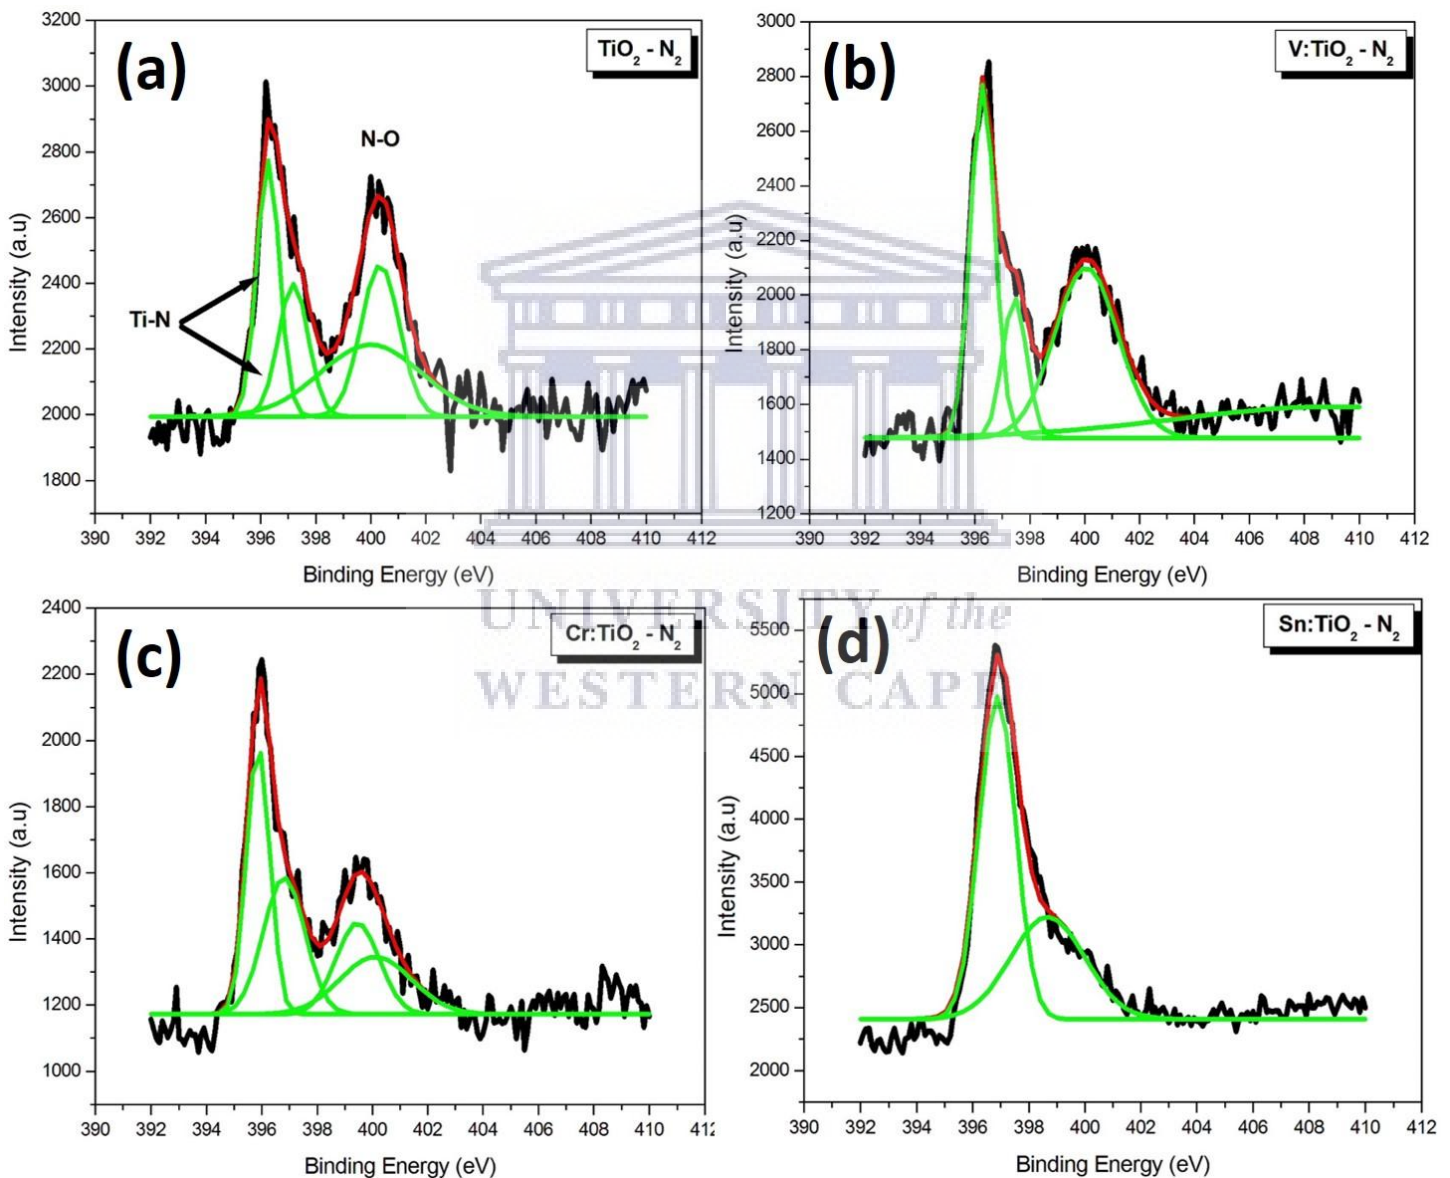 (a)
TiO2 - N2
3200
3000
2800
2600
2400
2200
2000
1800
Intensity (a.u)
N-O
Ti-N
390 392 394 396 398 400 402 404 406 408 410 412
Binding Energy (eV)
(b)
V:TiO2 - N2
3000
2800
2600
2400
2200
2000
1800
1600
1400
1200
Intensity (a.u)
390 392 394 396 398 400 402 404 406 408 410 412
Binding Energy (eV)
UNIVERSITY of the
WESTERN CAPE
(c)
Cr:TiO2 - N2
2400
2200
2000
1800
1600
1400
1200
1000
Intensity (a.u)
390 392 394 396 398 400 402 404 406 408 410 412
Binding Energy (eV)
(d)
Sn:TiO2 - N2
5500
5000
4500
4000
3500
3000
2500
2000
Intensity (a.u)
390 392 394 396 398 400 402 404 406 408 410 412
Binding Energy (eV)